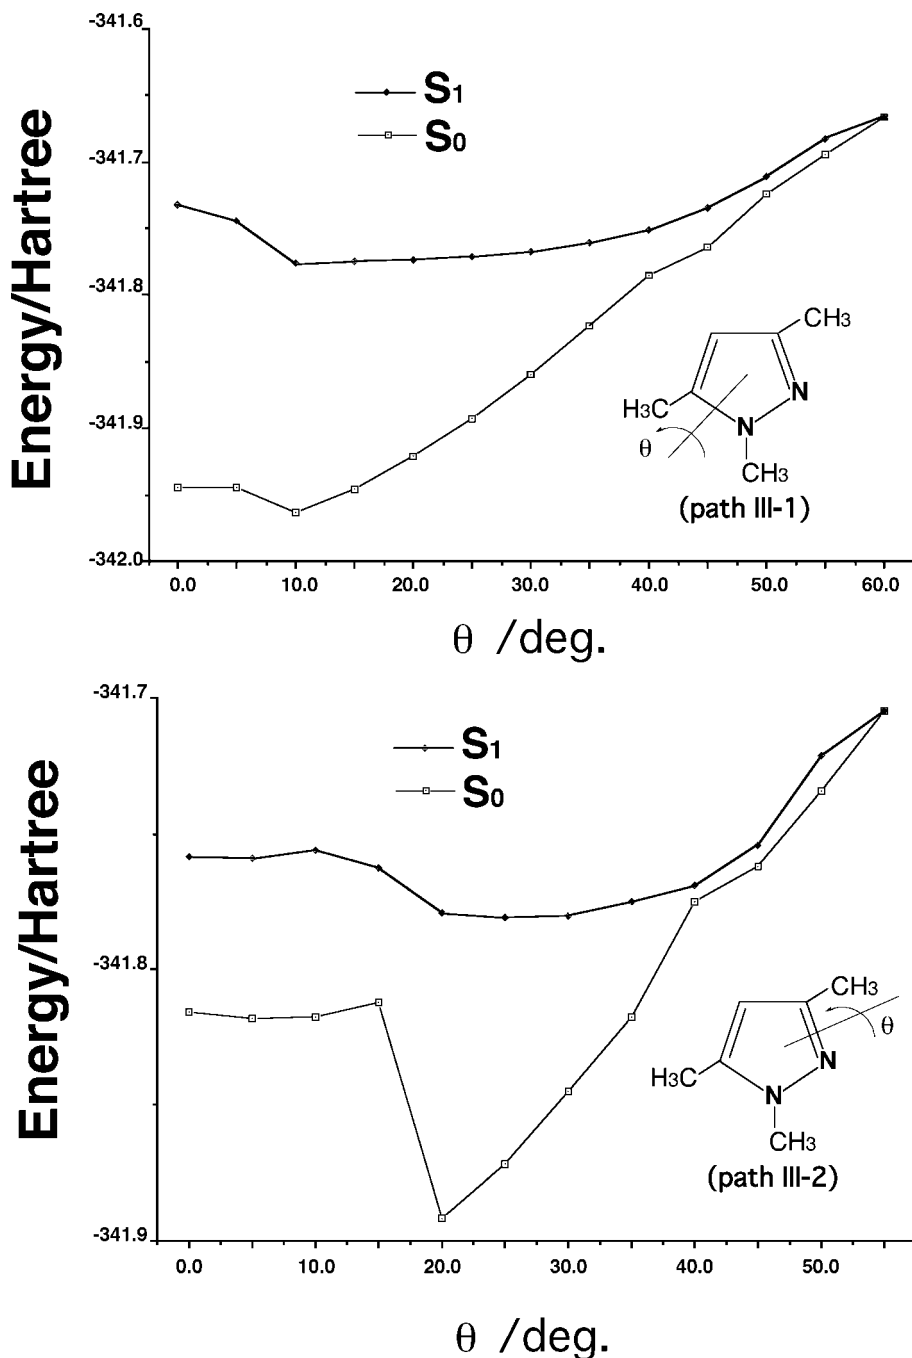 -341.6
S1
S0
-341.7
-341.8
-341.9
-342.0
Energy/Hartree
CH3
N
H3C
N
θ
CH3
(path III-1)
0.0 10.0 20.0 30.0 40.0 50.0 60.0
θ /deg.
-341.7
S1
S0
-341.8
-341.9
Energy/Hartree
CH3
θ
N
H3C
N
CH3
(path III-2)
0.0 10.0 20.0 30.0 40.0 50.0
θ /deg.